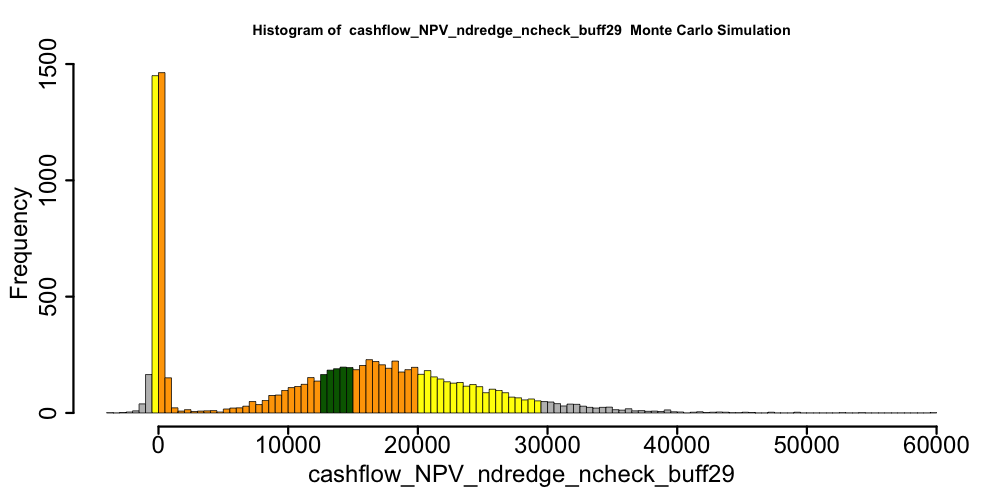 Histogram of  cashflow_NPV_ndredge_ncheck_buff29  Monte Carlo Simulation
Frequency
1500
1000
500
0
0 10000 20000 30000 40000 50000 60000
cashflow_NPV_ndredge_ncheck_buff29